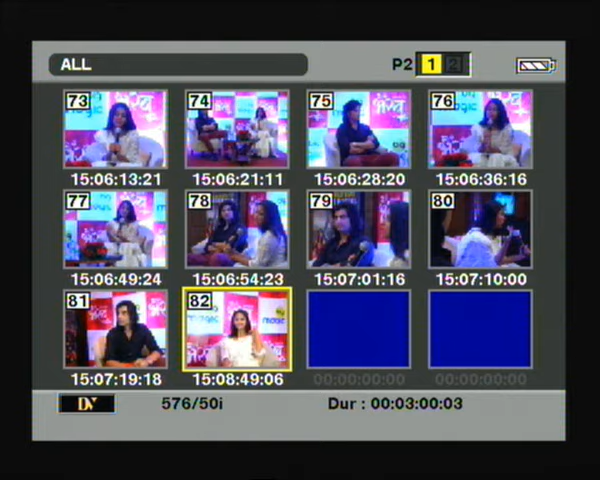 ALL P2 1 2
73 74 75 76
15:06:13:21 15:06:21:11 15:06:28:20 15:06:36:16
77 78 79 80
15:06:49:24 15:06:54:23 15:07:01:16 15:07:10:00
81 82
magic
15:07:19:18 15:08:49:06 00:00:00:00 00:00:00:00
DV 576/50i Dur : 00:03:00:03